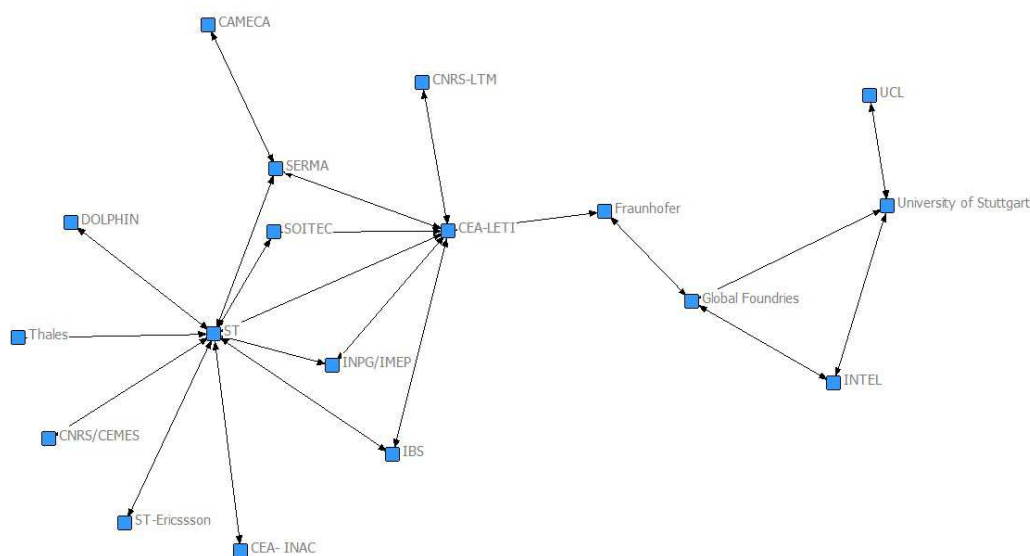 CAMECA
CNRS-LTM
UCL
SERMA
University of Stuttgart
Fraunhofer
DOLPHIN
SOITEC
CEA-LETI
Global Foundries
Thales
ST
INPG/IMEP
INTEL
CNRS/CEMES
IBS
ST-Ericssson
CEA- INAC